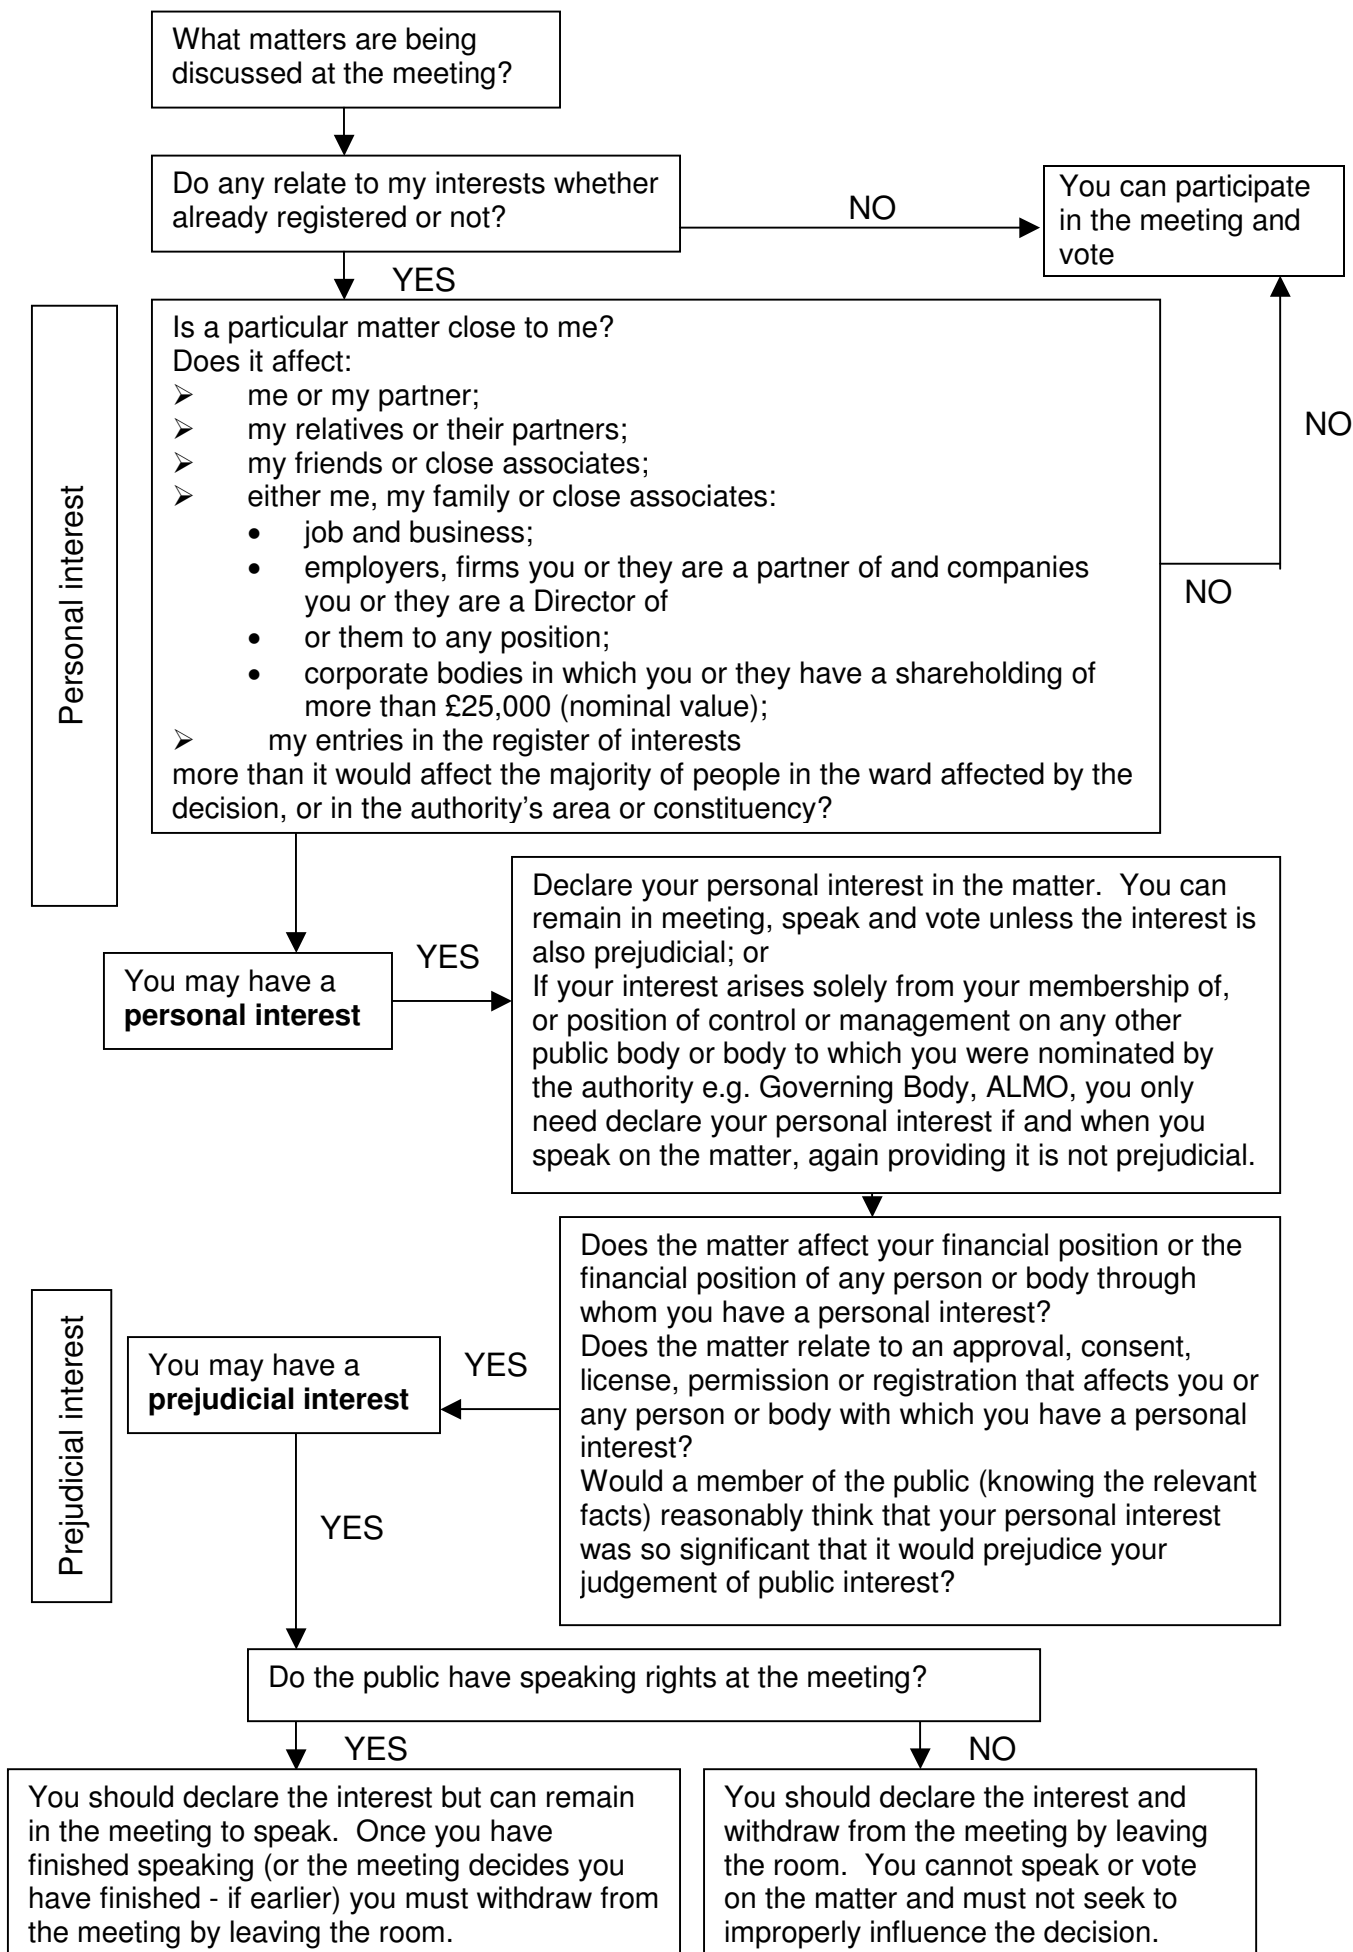 What matters are being
discussed at the meeting?
Do any relate to my interests whether
already registered or not?
NO
You can participate
in the meeting and
vote
YES
Personal interest
Is a particular matter close to me?
Does it affect:
➢ me or my partner;
➢ my relatives or their partners;
➢ my friends or close associates;
➢ either me, my family or close associates:
• job and business;
• employers, firms you or they are a partner of and companies
you or they are a Director of
• or them to any position;
• corporate bodies in which you or they have a shareholding of
more than £25,000 (nominal value);
➢ my entries in the register of interests
more than it would affect the majority of people in the ward affected by the
decision, or in the authority’s area or constituency?
NO
NO
You may have a
personal interest
YES
Declare your personal interest in the matter. You can
remain in meeting, speak and vote unless the interest is
also prejudicial; or
If your interest arises solely from your membership of,
or position of control or management on any other
public body or body to which you were nominated by
the authority e.g. Governing Body, ALMO, you only
need declare your personal interest if and when you
speak on the matter, again providing it is not prejudicial.
Prejudicial interest
Does the matter affect your financial position or the
financial position of any person or body through
whom you have a personal interest?
Does the matter relate to an approval, consent,
license, permission or registration that affects you or
any person or body with which you have a personal
interest?
Would a member of the public (knowing the relevant
facts) reasonably think that your personal interest
was so significant that it would prejudice your
judgement of public interest?
YES
You may have a
prejudicial interest
YES
Do the public have speaking rights at the meeting?
YES
NO
You should declare the interest but can remain
in the meeting to speak. Once you have
finished speaking (or the meeting decides you
have finished - if earlier) you must withdraw from
the meeting by leaving the room.
You should declare the interest and
withdraw from the meeting by leaving
the room. You cannot speak or vote
on the matter and must not seek to
improperly influence the decision.